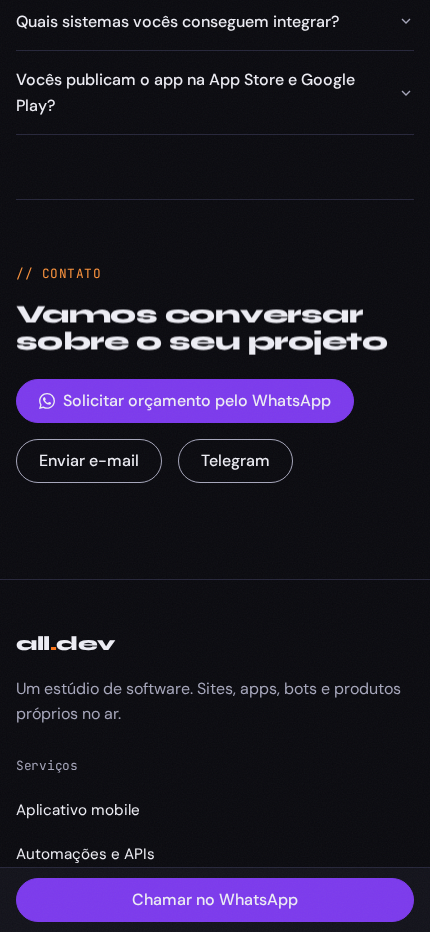 Quais sistemas vocês conseguem integrar?
Vocês publicam o app na App Store e Google
Play?
// CONTATO
Vamos conversar
sobre o seu projeto
Solicitar orçamento pelo WhatsApp
Enviar e-mail
Telegram
all.dev
Um estúdio de software. Sites, apps, bots e produtos
próprios no ar.
Serviços
Aplicativo mobile
Automações e APIs
Chamar no WhatsApp